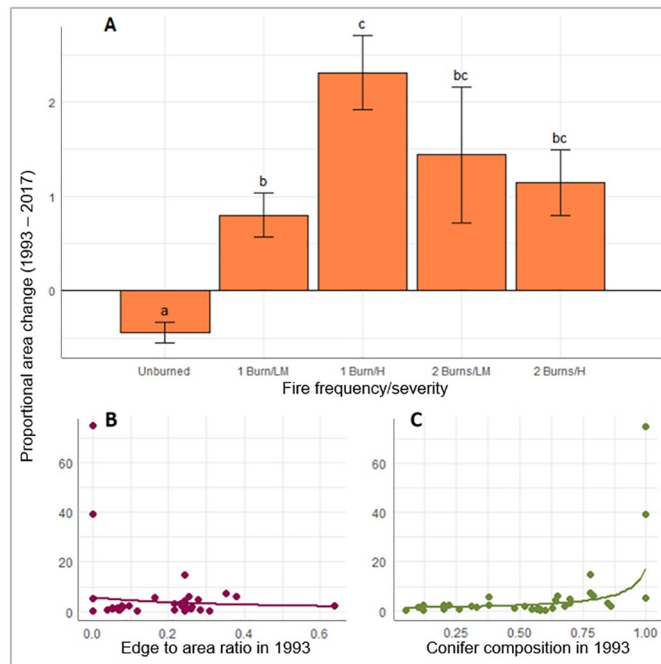 A
c
bc
bc
b
a
2
1
0
Proportional area change (1993 – 2017)
Unburned 1 Burn/LM 1 Burn/H 2 Burns/LM 2 Burns/H
Fire frequency/severity
B
60
40
20
0
0.0 0.2 0.4 0.6
Edge to area ratio in 1993
C
60
40
20
0
0.25 0.50 0.75 1.00
Conifer composition in 1993